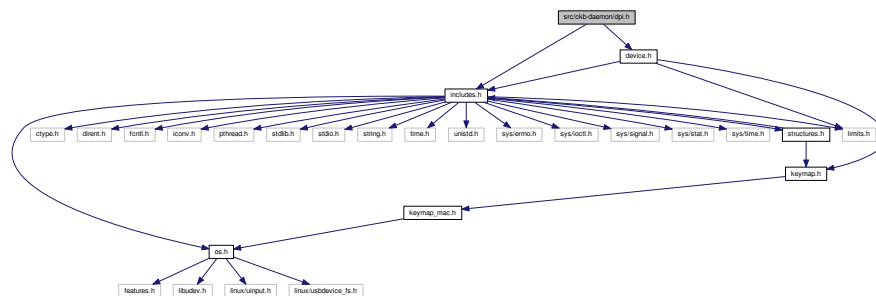 src/ckb-daemon/dpi.h
device.h
includes.h
ctype.h
dirent.h
fcntl.h
iconv.h
pthread.h
stdlib.h
stdio.h
string.h
time.h
unistd.h
sys/errno.h
sys/ioctl.h
sys/signal.h
sys/stat.h
sys/time.h
structures.h
limits.h
keymap.h
keymap_mac.h
os.h
features.h
libudev.h
linux/uinput.h
linux/usbdevice_fs.h